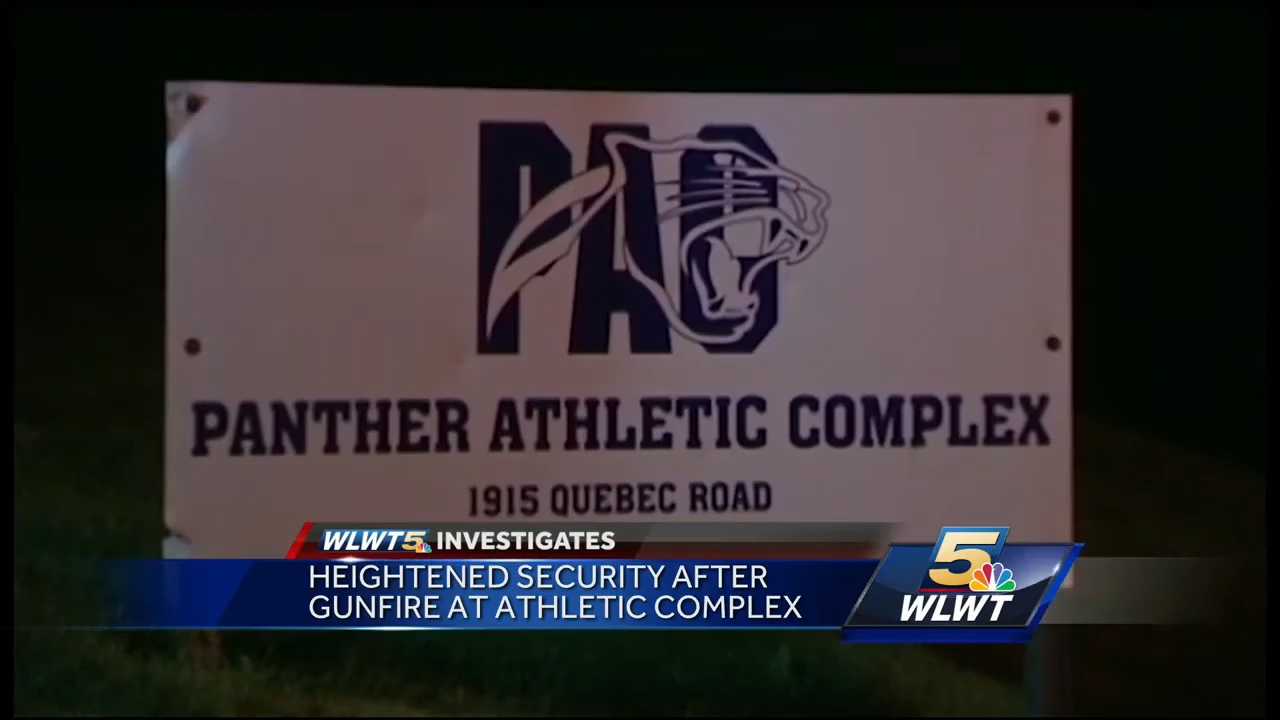 PAC
PANTHER ATHLETIC COMPLEX
1915 QUEBEC ROAD
WLWT5 INVESTIGATES
HEIGHTENED SECURITY AFTER
GUNFIRE AT ATHLETIC COMPLEX
5
WLWT